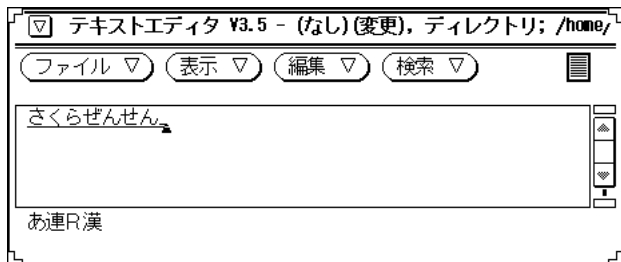 テキストエディタ ¥3.5 - (なし)(変更), ディレクトリ; /home/
ファイル 表示 編集 検索
さくらぜんせん
あ連R漢